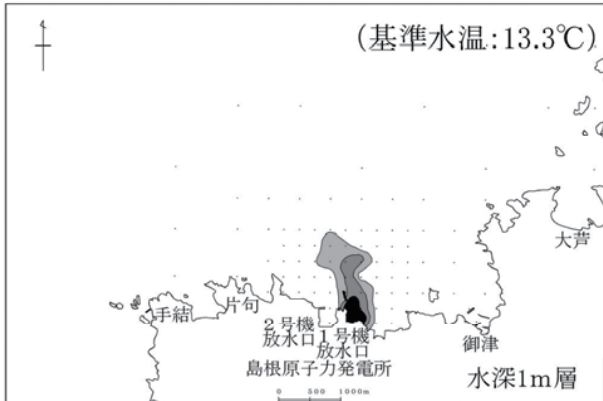 (基準水温:13.3℃)
大芦
手結
片句
2号機
放水口
1号機
放水口
御津
島根原子力発電所
水深1m層
0 500 1000m